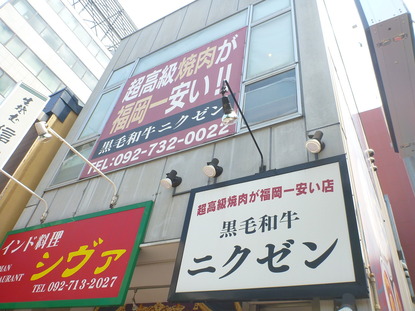 超高級焼肉が
福岡一安い!!
黒毛和牛ニクゼン
TEL:092-732-0022
超高級焼肉が福岡一安い店
黒毛和牛
ニクゼン
インド料理
シヴァ
TEL 092-713-2027